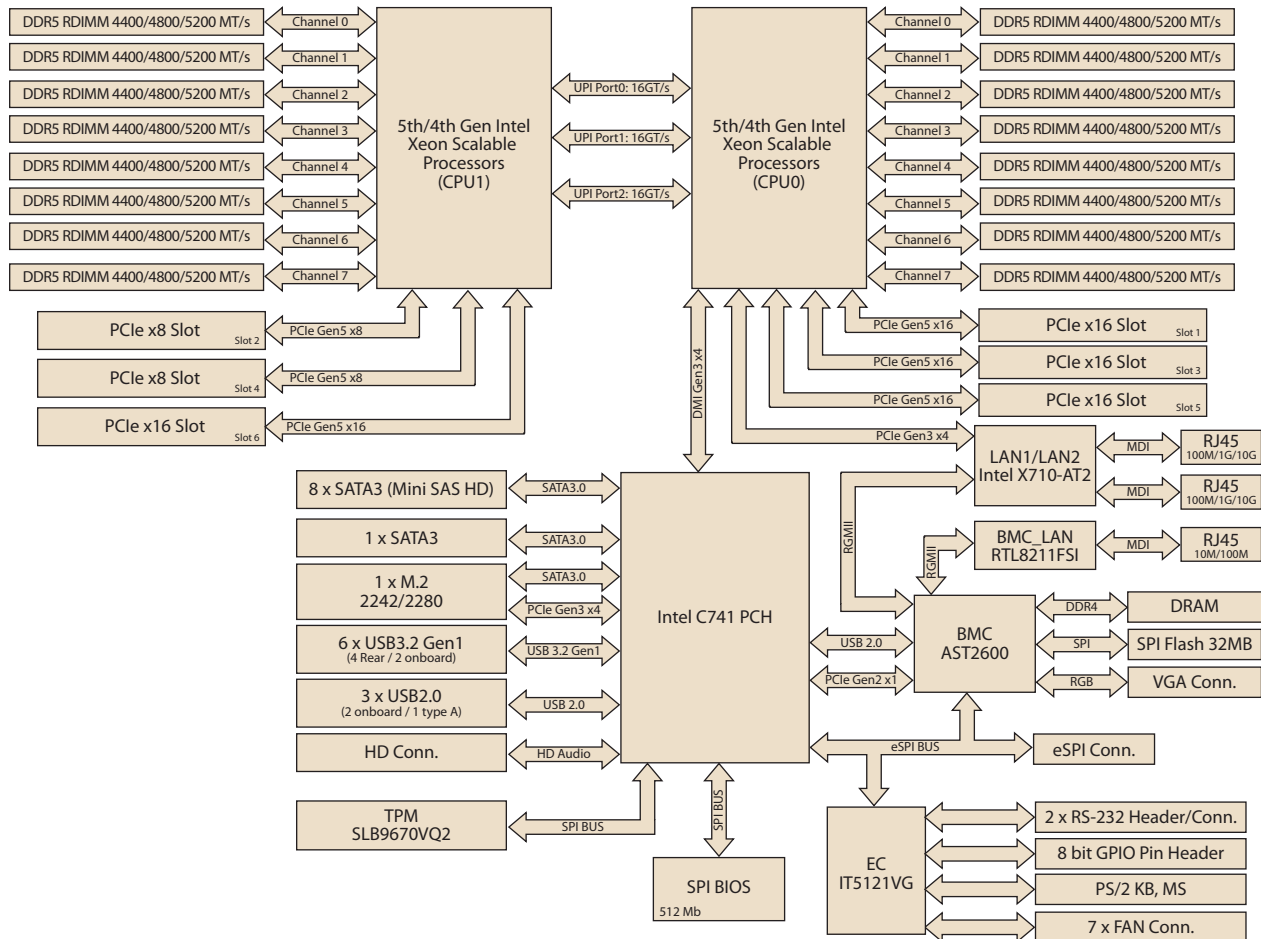 DDR5 RDIMM 4400/4800/5200 MT/s
Channel 0
DDR5 RDIMM 4400/4800/5200 MT/s
Channel 1
DDR5 RDIMM 4400/4800/5200 MT/s
Channel 2
DDR5 RDIMM 4400/4800/5200 MT/s
Channel 3
DDR5 RDIMM 4400/4800/5200 MT/s
Channel 4
DDR5 RDIMM 4400/4800/5200 MT/s
Channel 5
DDR5 RDIMM 4400/4800/5200 MT/s
Channel 6
DDR5 RDIMM 4400/4800/5200 MT/s
Channel 7
5th/4th Gen Intel
Xeon Scalable
Processors
(CPU1)
UPI Port0: 16GT/s
UPI Port1: 16GT/s
UPI Port2: 16GT/s
5th/4th Gen Intel
Xeon Scalable
Processors
(CPU0)
Channel 0
DDR5 RDIMM 4400/4800/5200 MT/s
Channel 1
DDR5 RDIMM 4400/4800/5200 MT/s
Channel 2
DDR5 RDIMM 4400/4800/5200 MT/s
Channel 3
DDR5 RDIMM 4400/4800/5200 MT/s
Channel 4
DDR5 RDIMM 4400/4800/5200 MT/s
Channel 5
DDR5 RDIMM 4400/4800/5200 MT/s
Channel 6
DDR5 RDIMM 4400/4800/5200 MT/s
Channel 7
DDR5 RDIMM 4400/4800/5200 MT/s
PCIe x8 Slot
Slot 2
PCIe Gen5 x8
PCIe x8 Slot
Slot 4
PCIe Gen5 x8
PCIe x16 Slot
Slot 6
PCIe Gen5 x16
DMI Gen3 x4
PCIe Gen5 x16
PCIe x16 Slot
Slot 1
PCIe Gen5 x16
PCIe x16 Slot
Slot 3
PCIe Gen5 x16
PCIe x16 Slot
Slot 5
PCIe Gen3 x4
LAN1/LAN2
Intel X710-AT2
MDI
RJ45
100M/1G/10G
MDI
RJ45
100M/1G/10G
RGMII
RGMII
BMC_LAN
RTL8211FSI
MDI
RJ45
10M/100M
8 x SATA3 (Mini SAS HD)
SATA3.0
1 x SATA3
SATA3.0
1 x M.2
2242/2280
SATA3.0
PCIe Gen3 x4
6 x USB3.2 Gen1
(4 Rear / 2 onboard)
USB 3.2 Gen1
3 x USB2.0
(2 onboard / 1 type A)
USB 2.0
HD Conn.
HD Audio
TPM
SLB9670VQ2
SPI BUS
Intel C741 PCH
SPI BUS
SPI BIOS
512 Mb
USB 2.0
PCIe Gen2 x1
BMC
AST2600
DDR4
DRAM
SPI
SPI Flash 32MB
RGB
VGA Conn.
eSPI BUS
eSPI Conn.
EC
IT5121VG
2 x RS-232 Header/Conn.
8 bit GPIO Pin Header
PS/2 KB, MS
7 x FAN Conn.